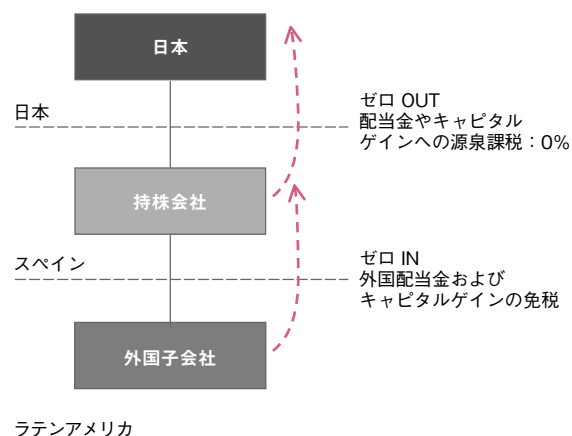 日本
日本
ゼロ OUT
配当金やキャピタル
ゲインへの源泉課税：0%
持株会社
スペイン
ゼロ IN
外国配当金および
キャピタルゲインの免税
外国子会社
ラテンアメリカ